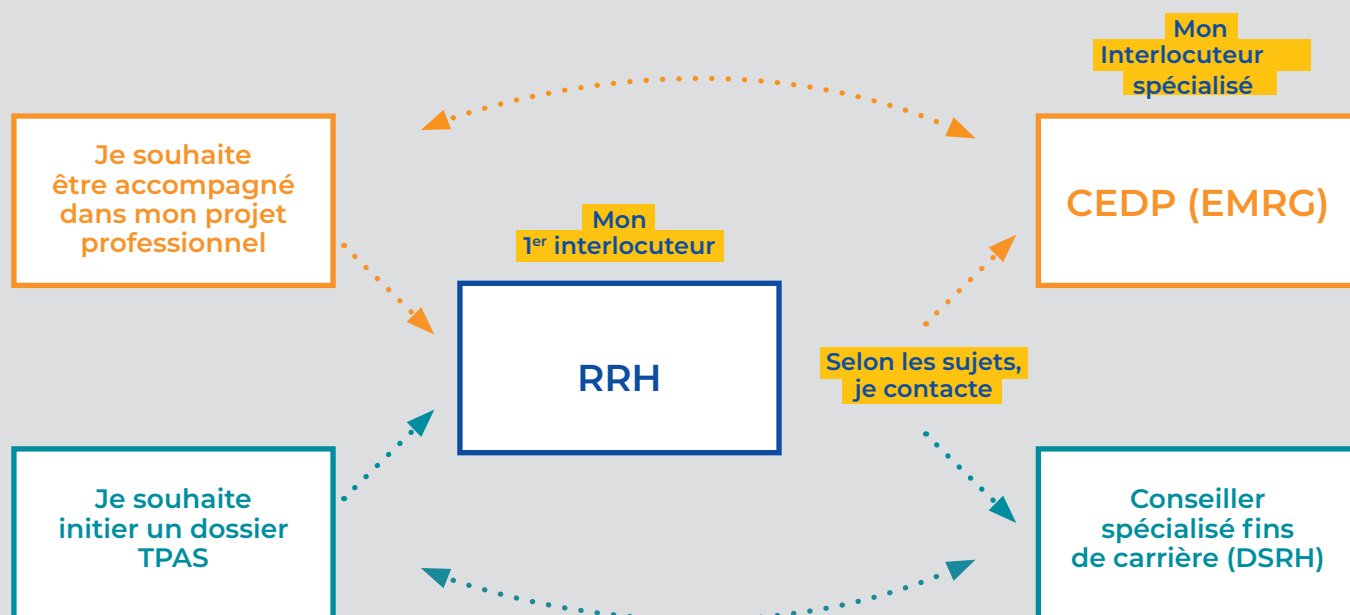 Mon
Interlocuteur
spécialisé
Je souhaite
être accompagné
dans mon projet
professionnel
CEDP (EMRG)
Mon
1er interlocuteur
RRH
Selon les sujets,
je contacte
Je souhaite
initier un dossier
TPAS
Conseiller
spécialisé fins
de carrière (DSRH)